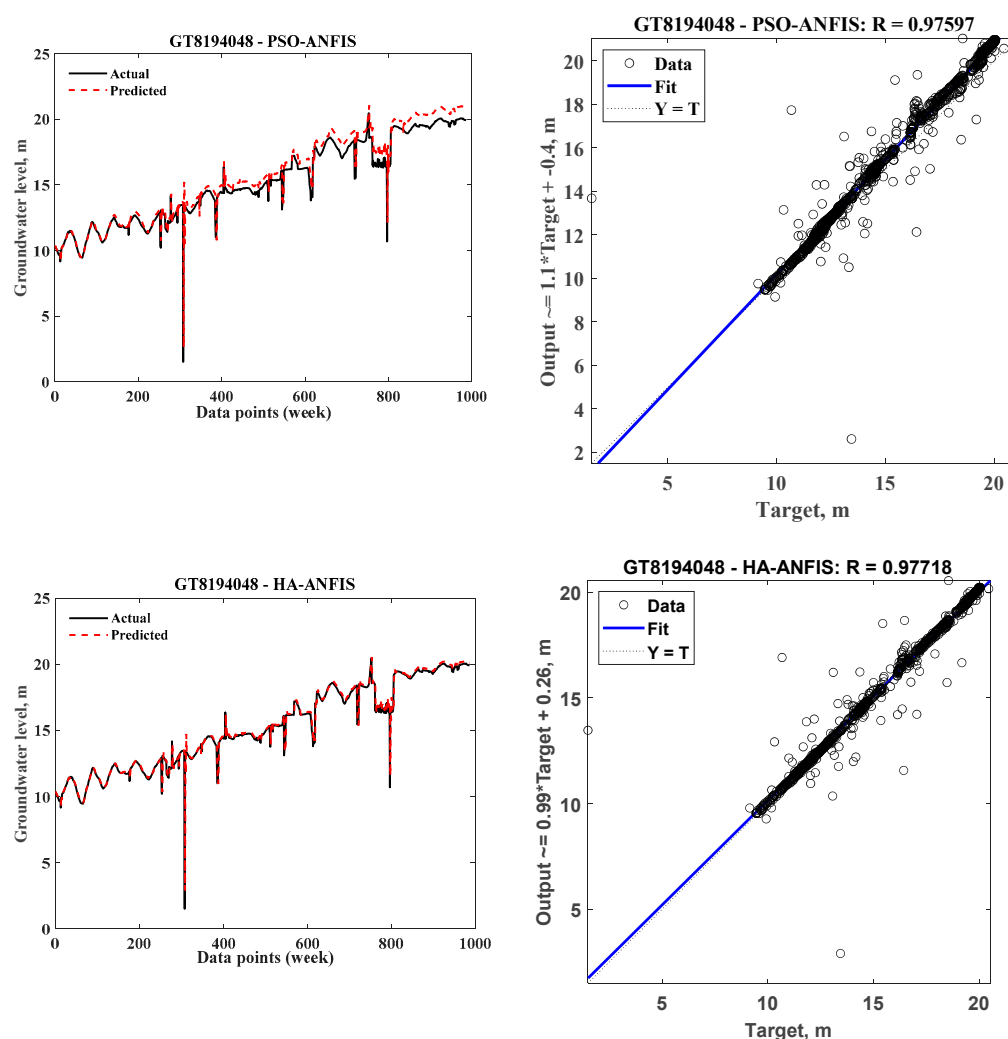 GT8194048 - PSO-ANFIS
Actual
Predicted
Groundwater level, m
25
20
15
10
5
0
0 200 400 600 800 1000
Data points (week)
GT8194048 - PSO-ANFIS: R = 0.97597
Data
Fit
Y = T
Output ~= 1.1*Target + -0.4, m
20
18
16
14
12
10
8
6
4
2
5 10 15 20
Target, m
GT8194048 - HA-ANFIS
Actual
Predicted
Groundwater level, m
25
20
15
10
5
0
0 200 400 600 800 1000
Data points (week)
GT8194048 - HA-ANFIS: R = 0.97718
Data
Fit
Y = T
Output ~= 0.99*Target + 0.26, m
20
15
10
5
5 10 15 20
Target, m